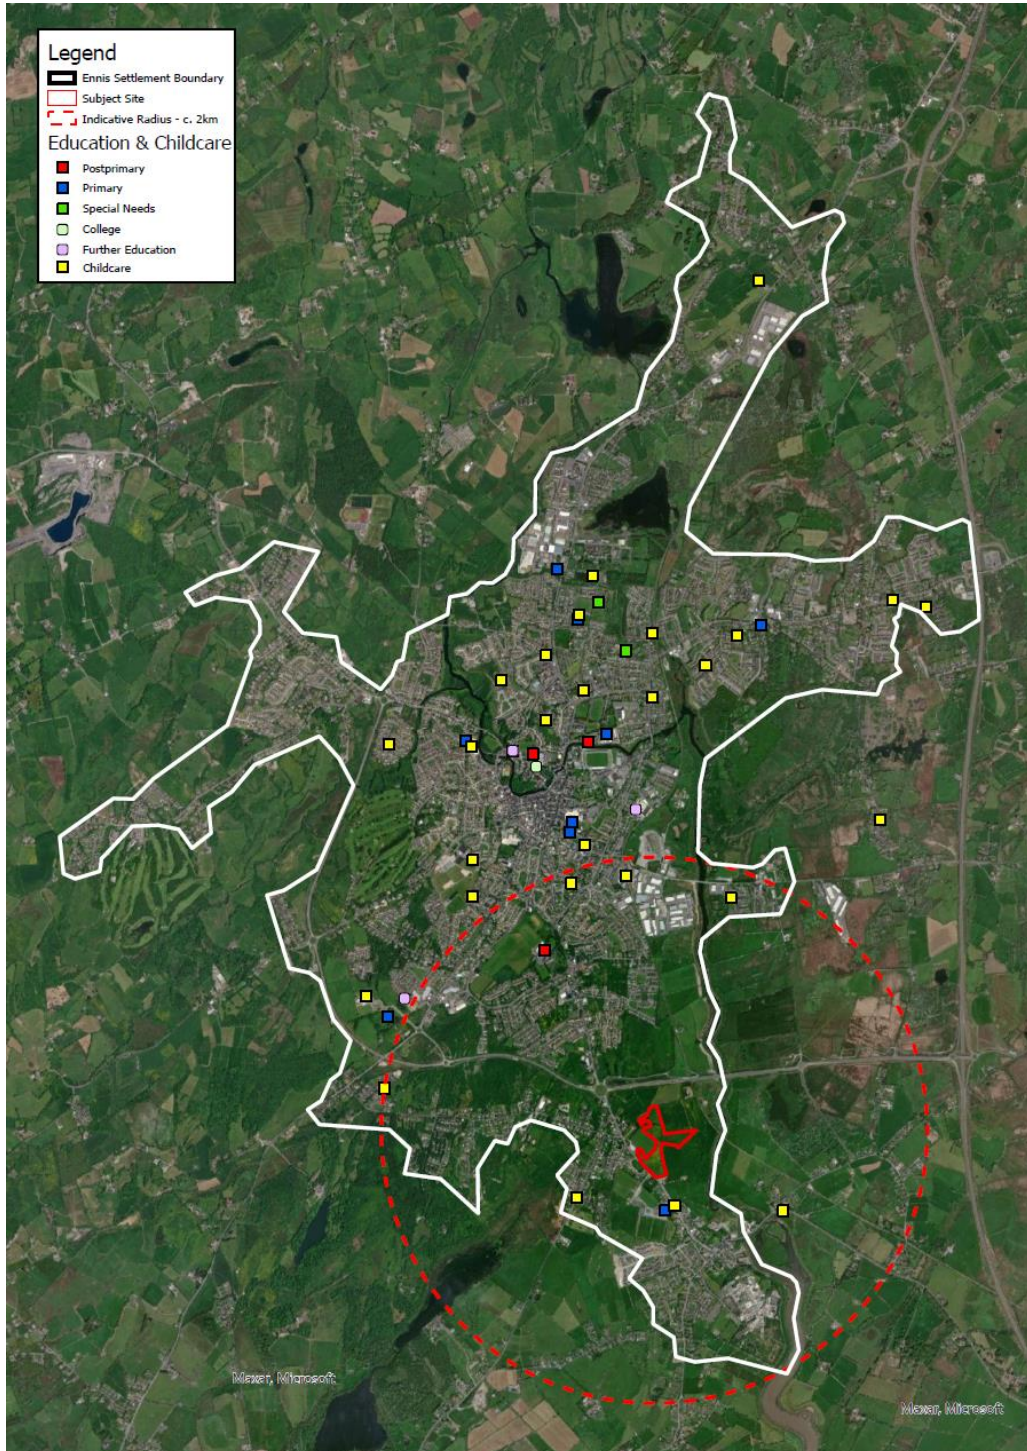 Legend
Ennis Settlement Boundary
Subject Site
Indicative Radius - c. 2km
Education & Childcare
Postprimary
Primary
Special Needs
College
Further Education
Childcare
Maxar, Microsoft
Maxar, Microsoft